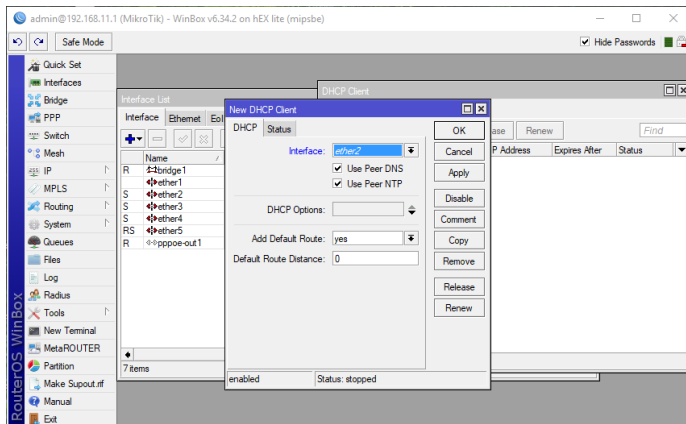 admin@192.168.11.1 (MikroTik) - WinBox v6.34.2 on hEX lite (mipsbe)
Safe Mode
Hide Passwords
Quick Set
Interfaces
Bridge
PPP
Switch
Mesh
IP
MPLS
Routing
System
Queues
Files
Log
Radius
Tools
New Terminal
MetaROUTER
Partition
Make Supout.rif
Manual
Exit
RouterOS WinBox
Interface List
Interface Ethernet EoI
Name
R bridge1
ether1
S ether2
S ether3
S ether4
RS ether5
R pppoe-out1
7 items
DHCP Client
ase Renew
Find
P Address Expires After Status
New DHCP Client
DHCP Status
Interface: ether2
Use Peer DNS
Use Peer NTP
DHCP Options:
Add Default Route: yes
Default Route Distance: 0
OK
Cancel
Apply
Disable
Comment
Copy
Remove
Release
Renew
enabled Status: stopped